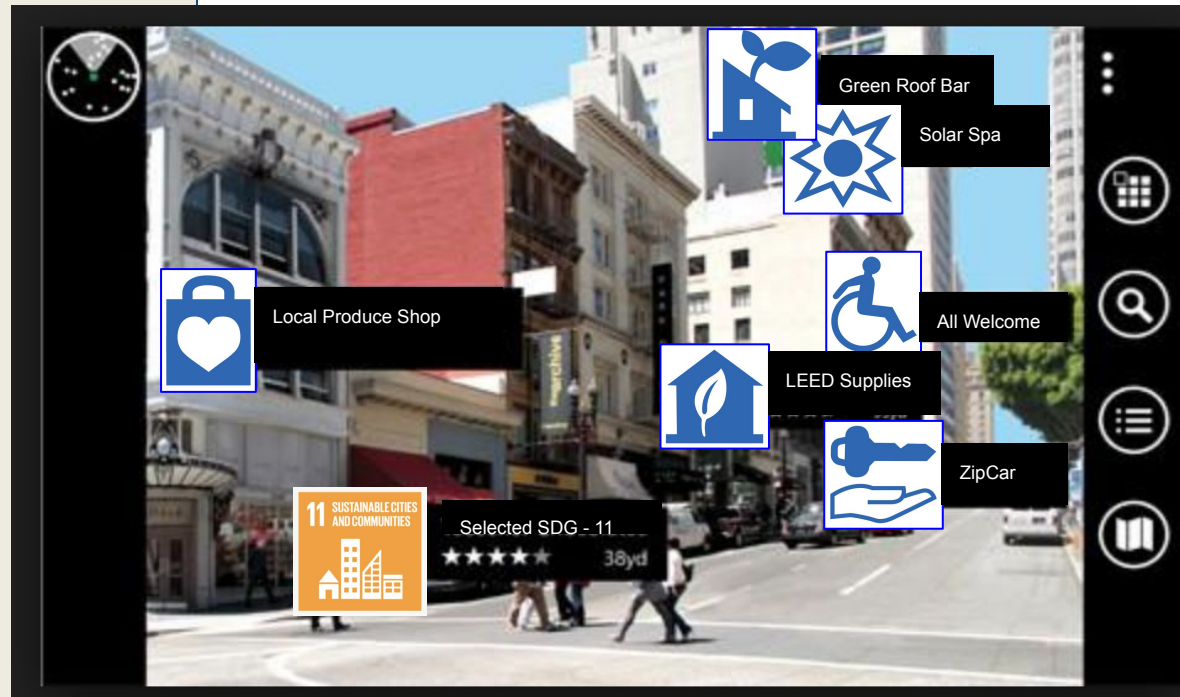 Green Roof Bar
Solar Spa
Local Produce Shop
All Welcome
LEED Supplies
ZipCar
11 SUSTAINABLE CITIES
AND COMMUNITIES
Selected SDG - 11
38yd